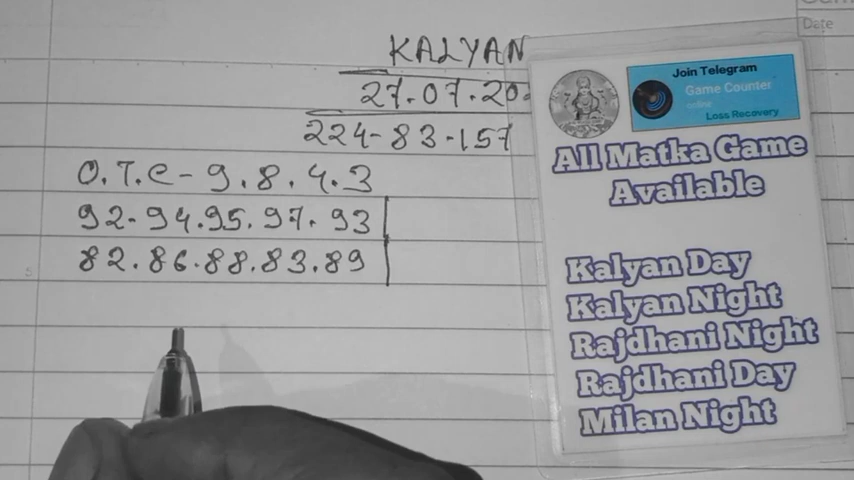 KALYAN
27.07.20
224-83-157
O.T.C- 9.8.4.3
92-94.95.97.93
82.86.88.83.89
Join Telegram
Game Counter
online
Loss Recovery
All Matka Game
Available
Kalyan Day
Kalyan Night
Rajdhani Night
Rajdhani Day
Milan Night
Date